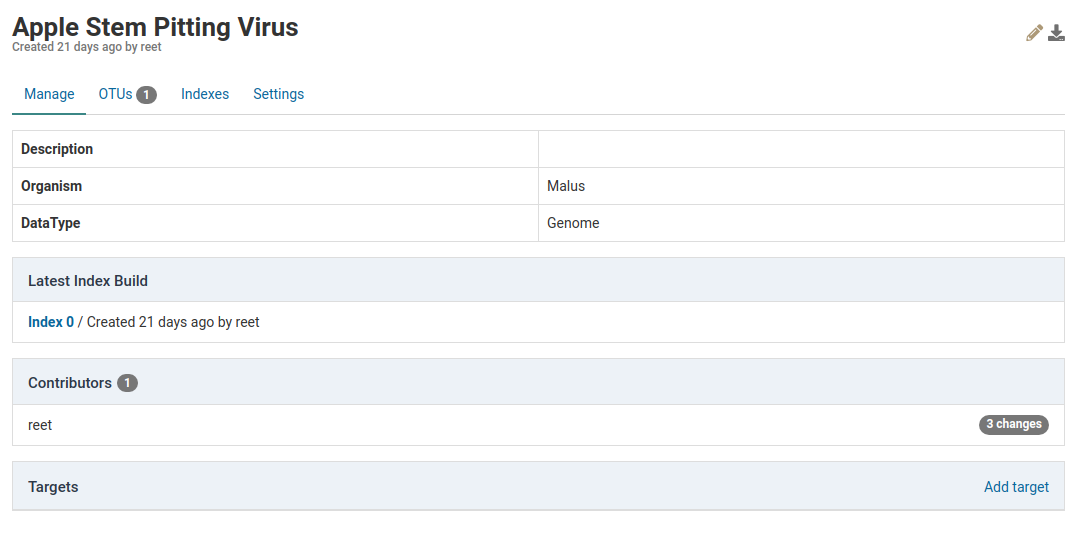 Apple Stem Pitting Virus
Created 21 days ago by reet
Manage OTUs 1 Indexes Settings
Description
Organism Malus
DataType Genome
Latest Index Build
Index 0 / Created 21 days ago by reet
Contributors 1
reet 3 changes
Targets Add target